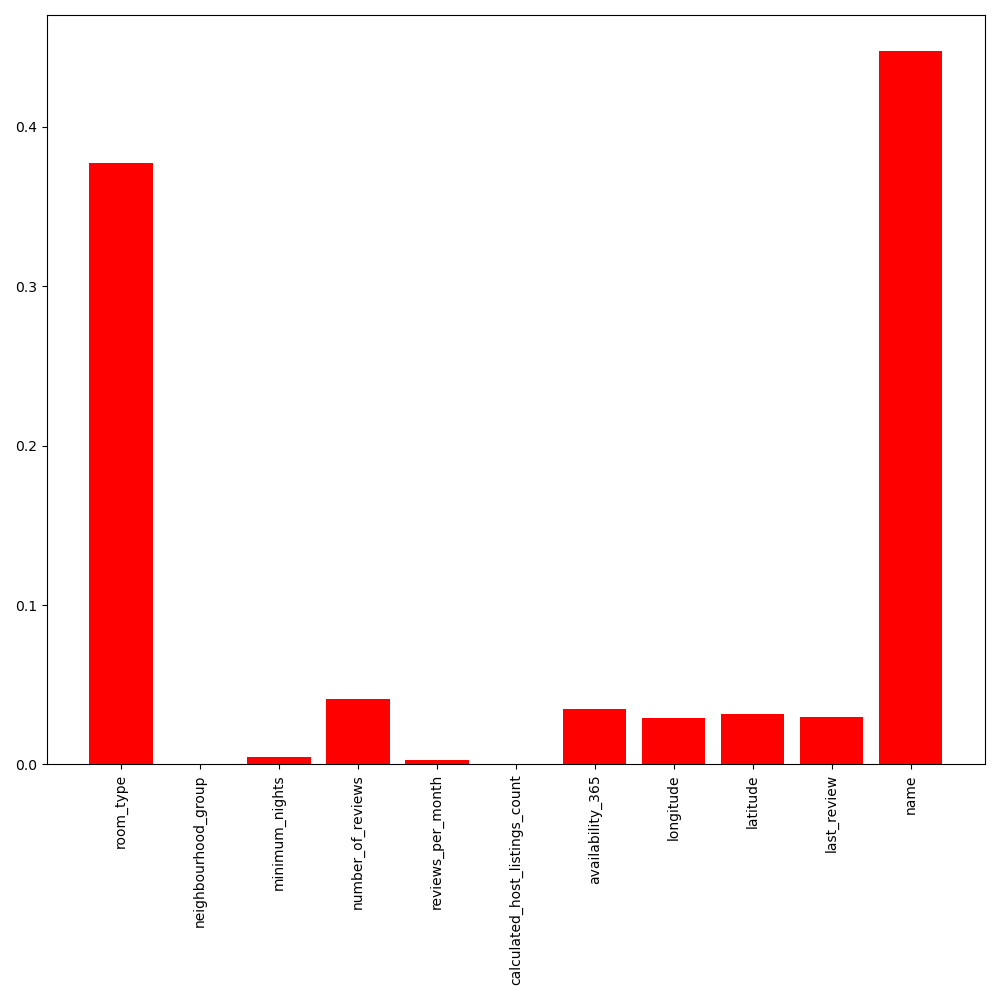 0.4
0.3
0.2
0.1
0.0
room_type
neighbourhood_group
minimum_nights
number_of_reviews
reviews_per_month
calculated_host_listings_count
availability_365
longitude
latitude
last_review
name